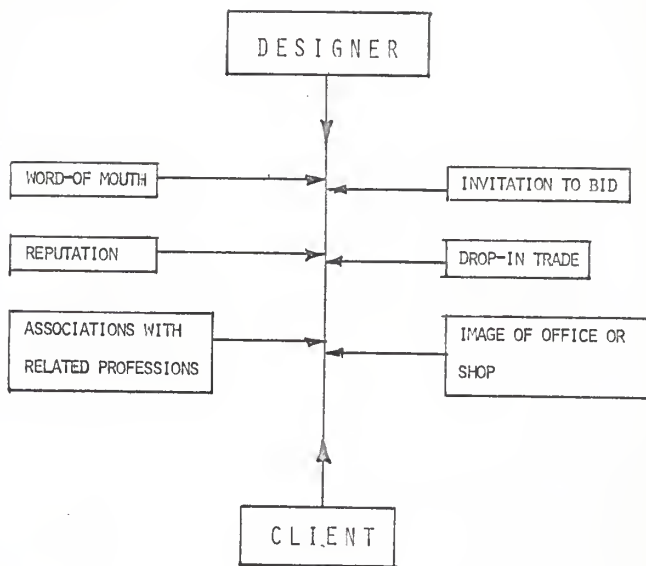 DESIGNER
WORD-OF MOUTH
INVITATION TO BID
REPUTATION
DROP-IN TRADE
ASSOCIATIONS WITH
RELATED PROFESSIONS
IMAGE OF OFFICE OR
SHOP
CLIENT